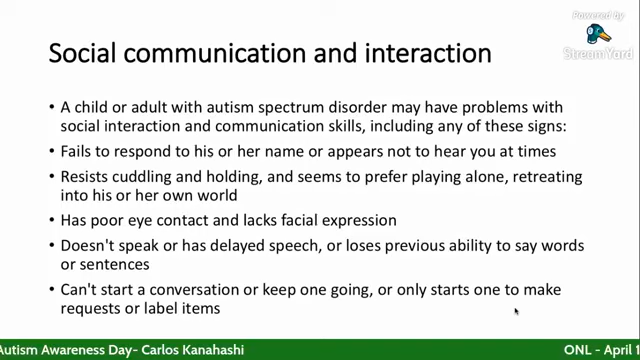 Powered by
StreamYard
Social communication and interaction
• A child or adult with autism spectrum disorder may have problems with
social interaction and communication skills, including any of these signs:
• Fails to respond to his or her name or appears not to hear you at times
• Resists cuddling and holding, and seems to prefer playing alone, retreating
into his or her own world
• Has poor eye contact and lacks facial expression
• Doesn't speak or has delayed speech, or loses previous ability to say words
or sentences
• Can't start a conversation or keep one going, or only starts one to make
requests or label items
Autism Awareness Day- Carlos Kanahashi
ONL - April 1